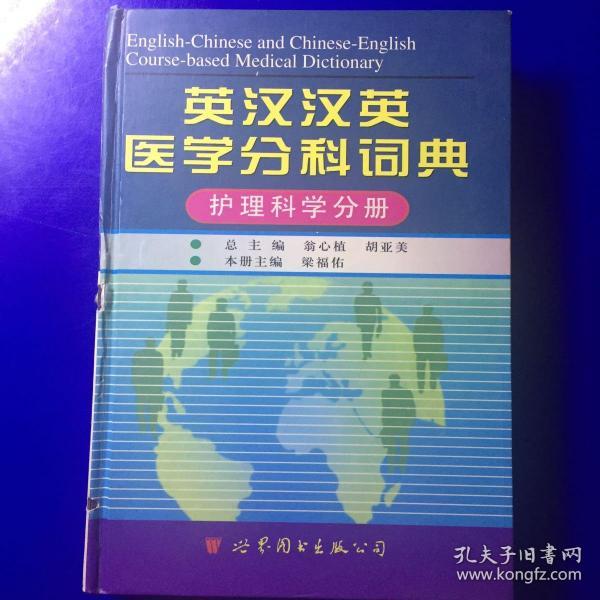 English-Chinese and Chinese-English
Course-based Medical Dictionary
英汉汉英
医学分科词典
护理科学分册
● 总主编 翁心植 胡亚美
● 本册主编 梁福佑
W 世界图书出版公司
孔夫子旧书网
www.kongfz.com